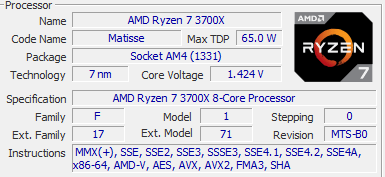 Processor
Name AMD Ryzen 7 3700X
Code Name Matisse Max TDP 65.0 W
Package Socket AM4 (1331)
Technology 7 nm Core Voltage 1.424 V
AMD
RYZEN
7
Specification AMD Ryzen 7 3700X 8-Core Processor
Family F Model 1 Stepping 0
Ext. Family 17 Ext. Model 71 Revision MTS-B0
Instructions MMX(+), SSE, SSE2, SSE3, SSSE3, SSE4.1, SSE4.2, SSE4A,
x86-64, AMD-V, AES, AVX, AVX2, FMA3, SHA